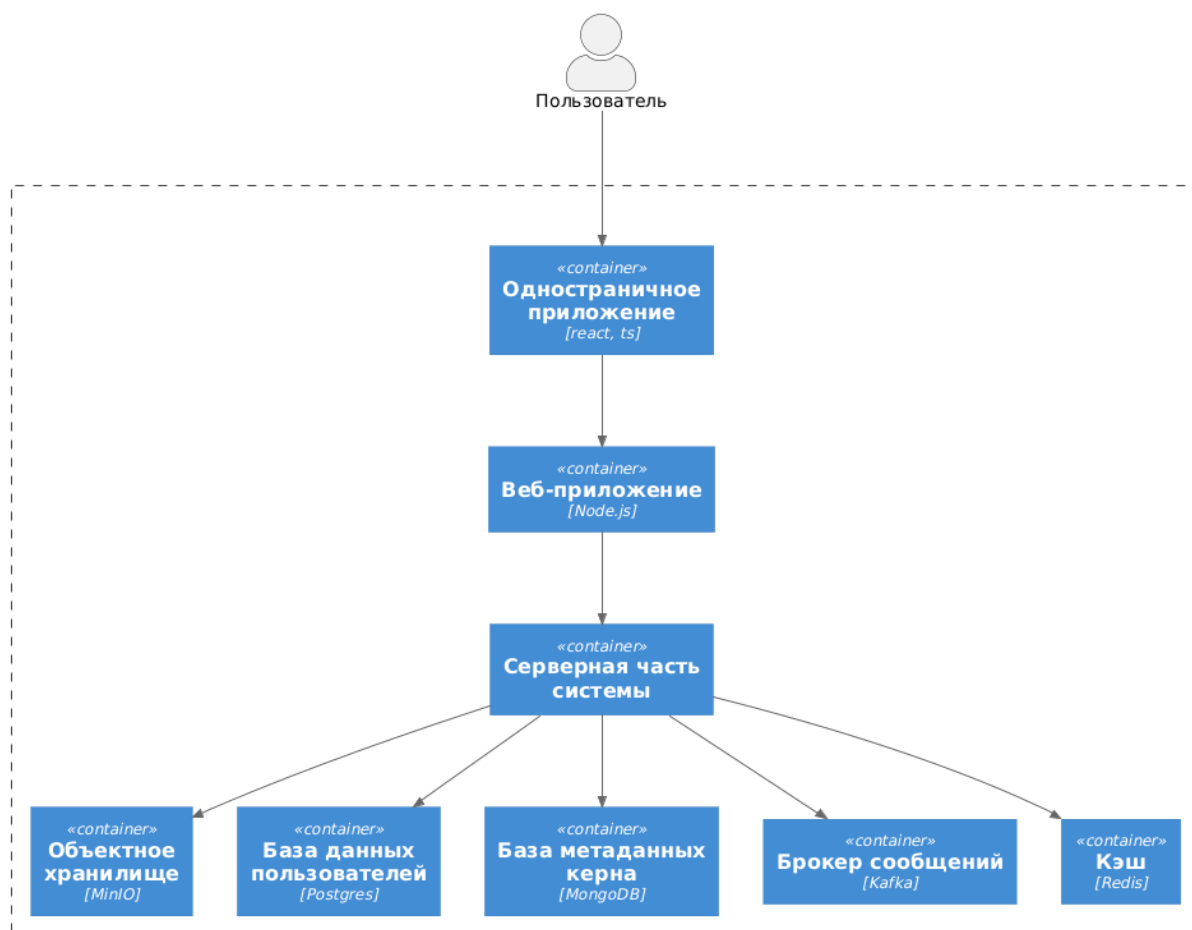 Пользователь
«container»
Одностраничное
приложение
[react, ts]
«container»
Веб-приложение
[Node.js]
«container»
Серверная часть
системы
«container»
Объектное
хранилище
[MinIO]
«container»
База данных
пользователей
[Postgres]
«container»
База метаданных
керна
[MongoDB]
«container»
Брокер сообщений
[Kafka]
«container»
Кэш
[Redis]